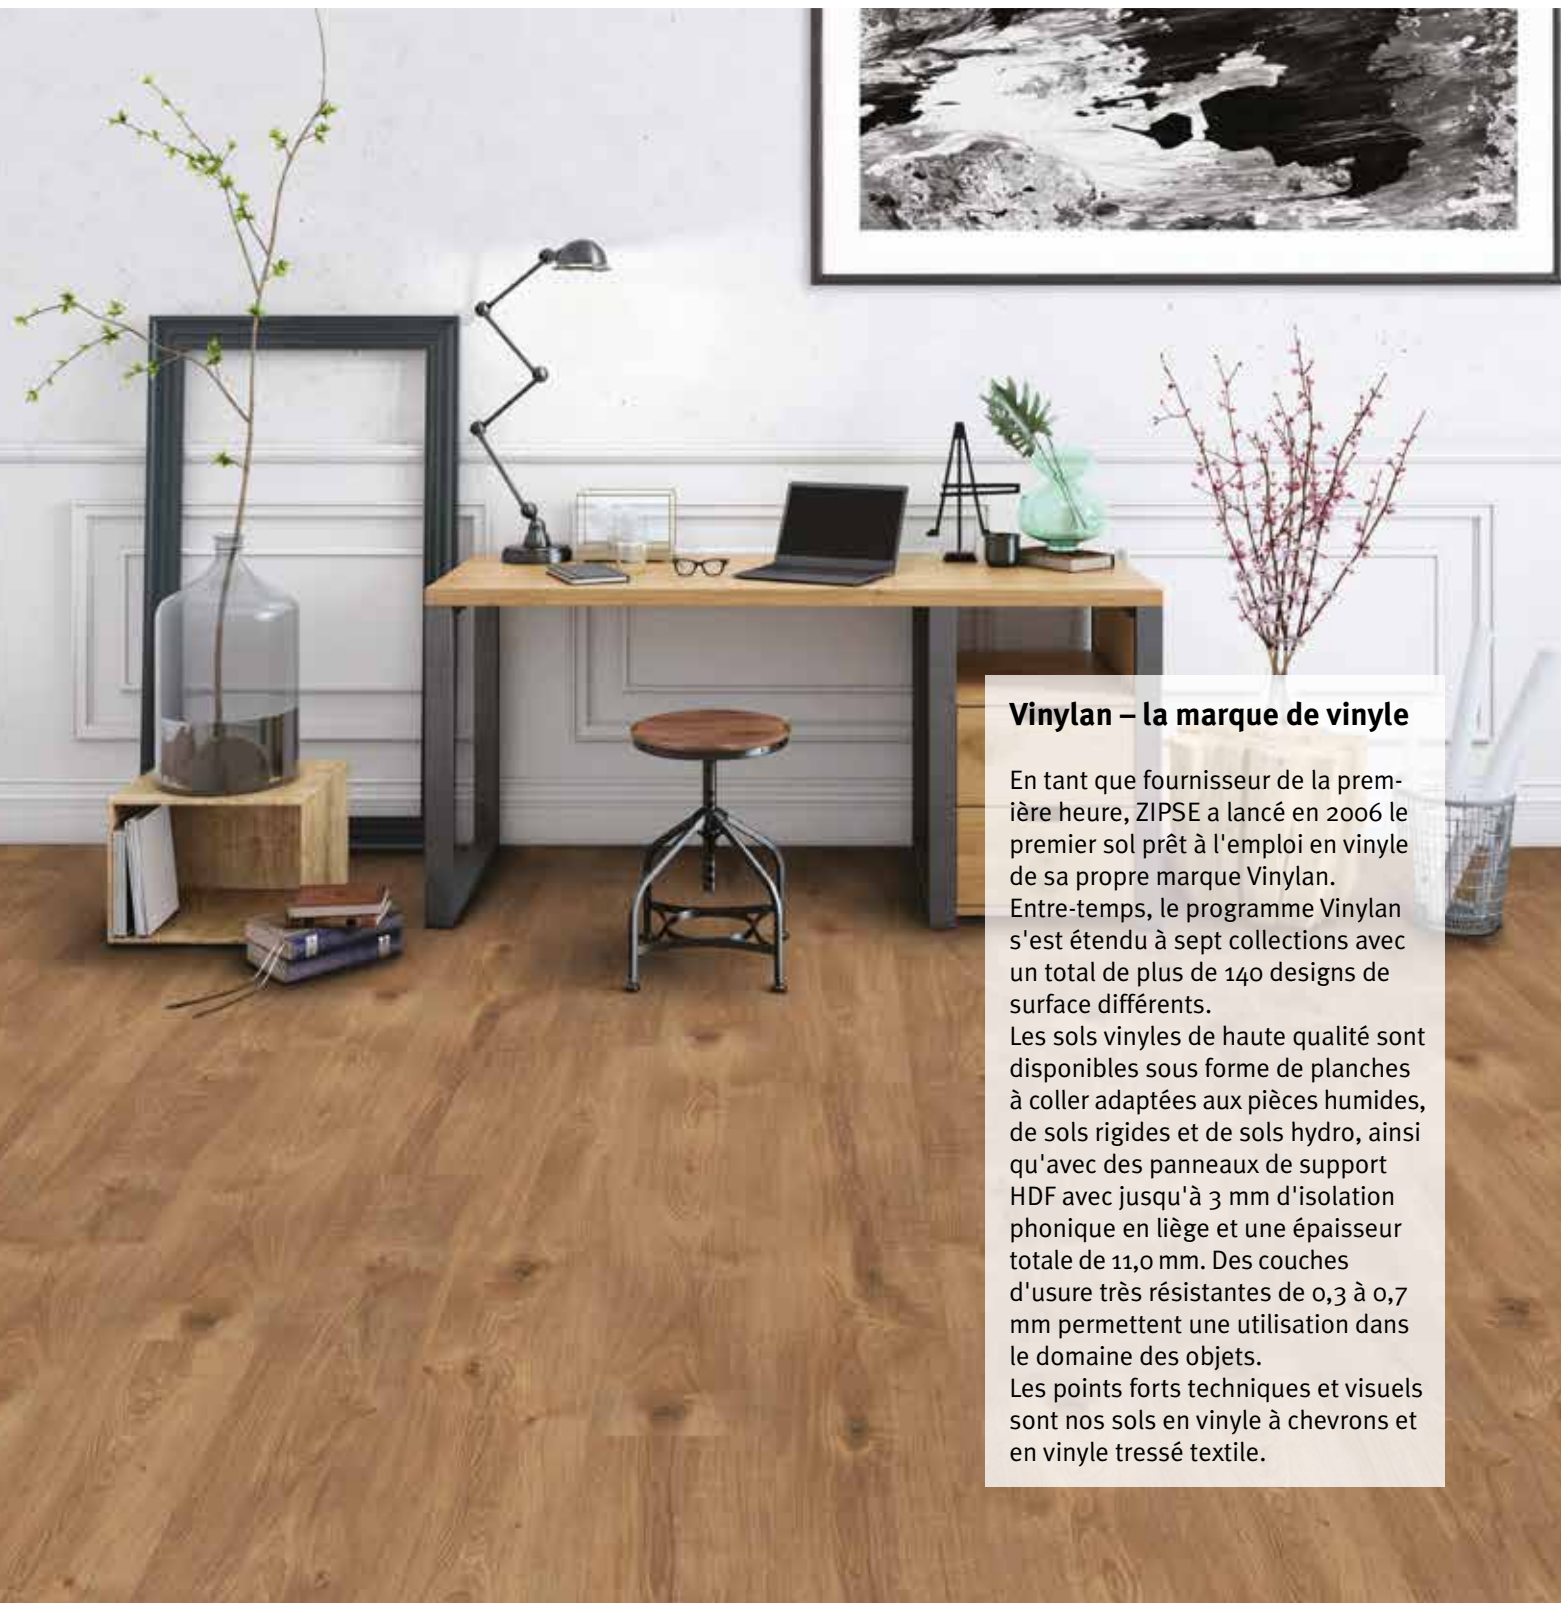 Vinylan – la marque de vinyle
En tant que fournisseur de la prem-
ière heure, ZIPSE a lancé en 2006 le
premier sol prêt à l'emploi en vinyle
de sa propre marque Vinylan.
Entre-temps, le programme Vinylan
s'est étendu à sept collections avec
un total de plus de 140 designs de
surface différents.
Les sols vinyles de haute qualité sont
disponibles sous forme de planches
à coller adaptées aux pièces humides,
de sols rigides et de sols hydro, ainsi
qu'avec des panneaux de support
HDF avec jusqu'à 3 mm d'isolation
phonique en liège et une épaisseur
totale de 11,0 mm. Des couches
d'usure très résistantes de 0,3 à 0,7
mm permettent une utilisation dans
le domaine des objets.
Les points forts techniques et visuels
sont nos sols en vinyle à chevrons et
en vinyle tressé textile.